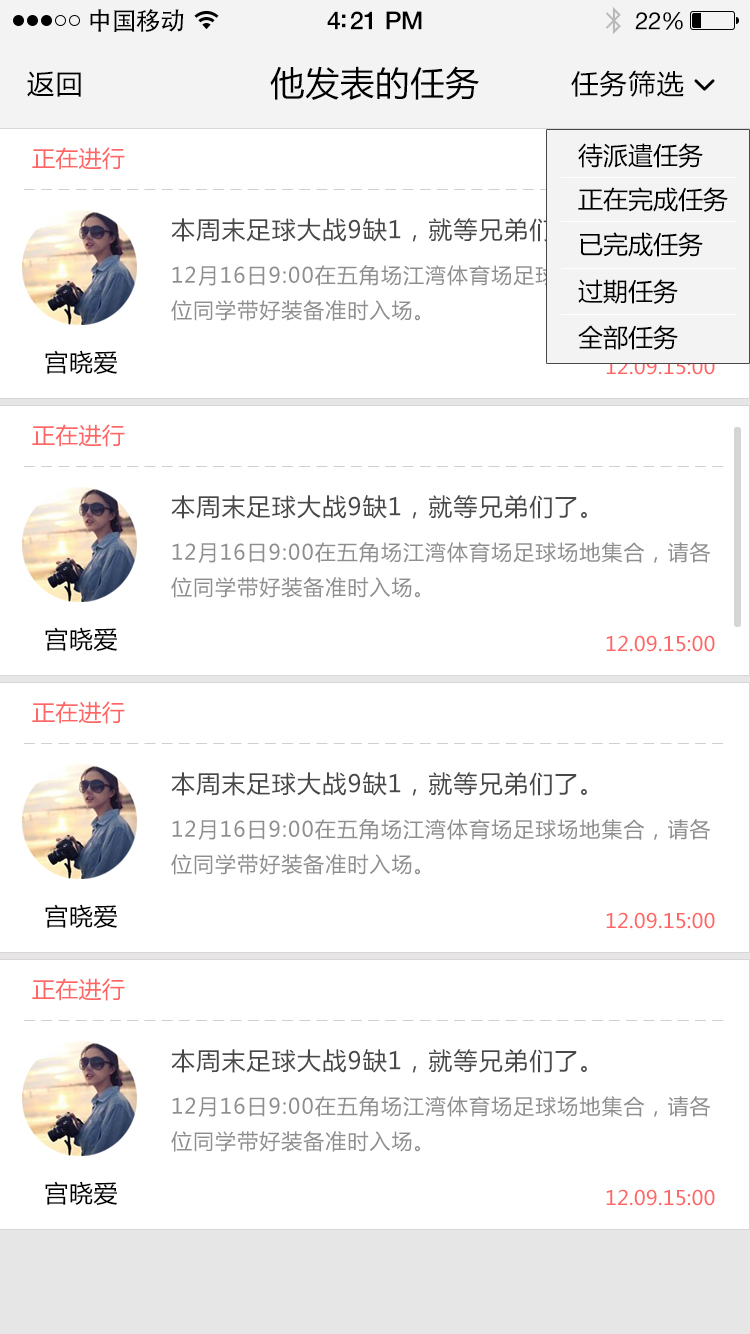 中国移动 4:21 PM 22%
返回 他发表的任务 任务筛选
正在进行
待派遣任务
正在完成任务
已完成任务
过期任务
全部任务
本周末足球大战9缺1，就等兄弟们
12月16日9:00在五角场江湾体育场足球
位同学带好装备准时入场。
宫晓爱
12.09.15:00
正在进行
本周末足球大战9缺1，就等兄弟们了。
12月16日9:00在五角场江湾体育场足球场地集合，请各
位同学带好装备准时入场。
宫晓爱
12.09.15:00
正在进行
本周末足球大战9缺1，就等兄弟们了。
12月16日9:00在五角场江湾体育场足球场地集合，请各
位同学带好装备准时入场。
宫晓爱
12.09.15:00
正在进行
本周末足球大战9缺1，就等兄弟们了。
12月16日9:00在五角场江湾体育场足球场地集合，请各
位同学带好装备准时入场。
宫晓爱
12.09.15:00